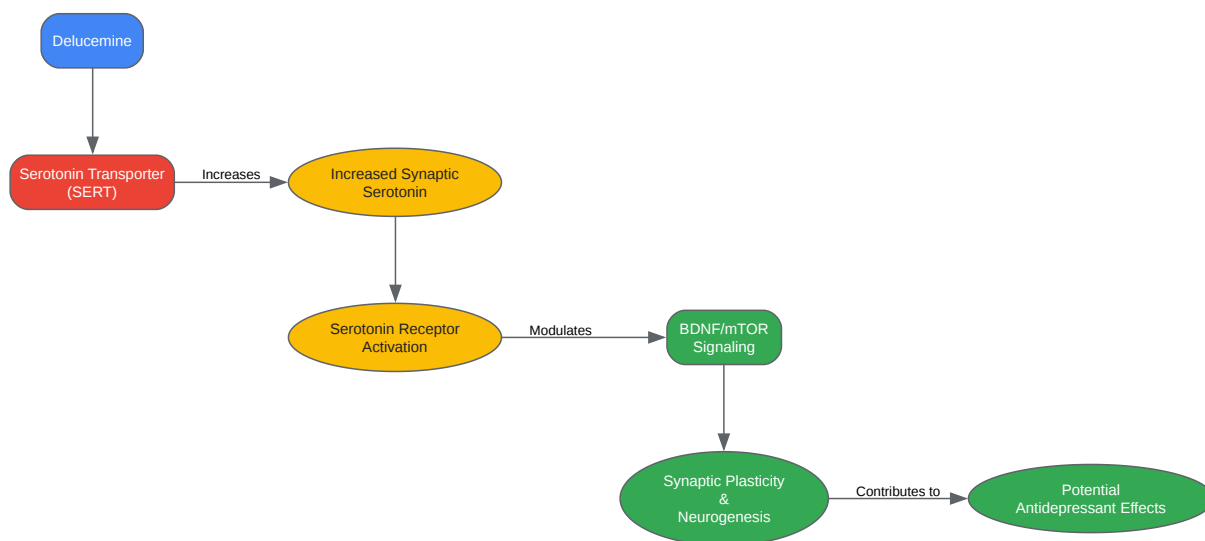 Delucemine
Serotonin Transporter
(SERT)
Increases
Increased Synaptic
Serotonin
Serotonin Receptor
Activation
Modulates
BDNF/mTOR
Signaling
Synaptic Plasticity
&
Neurogenesis
Contributes to
Potential
Antidepressant Effects